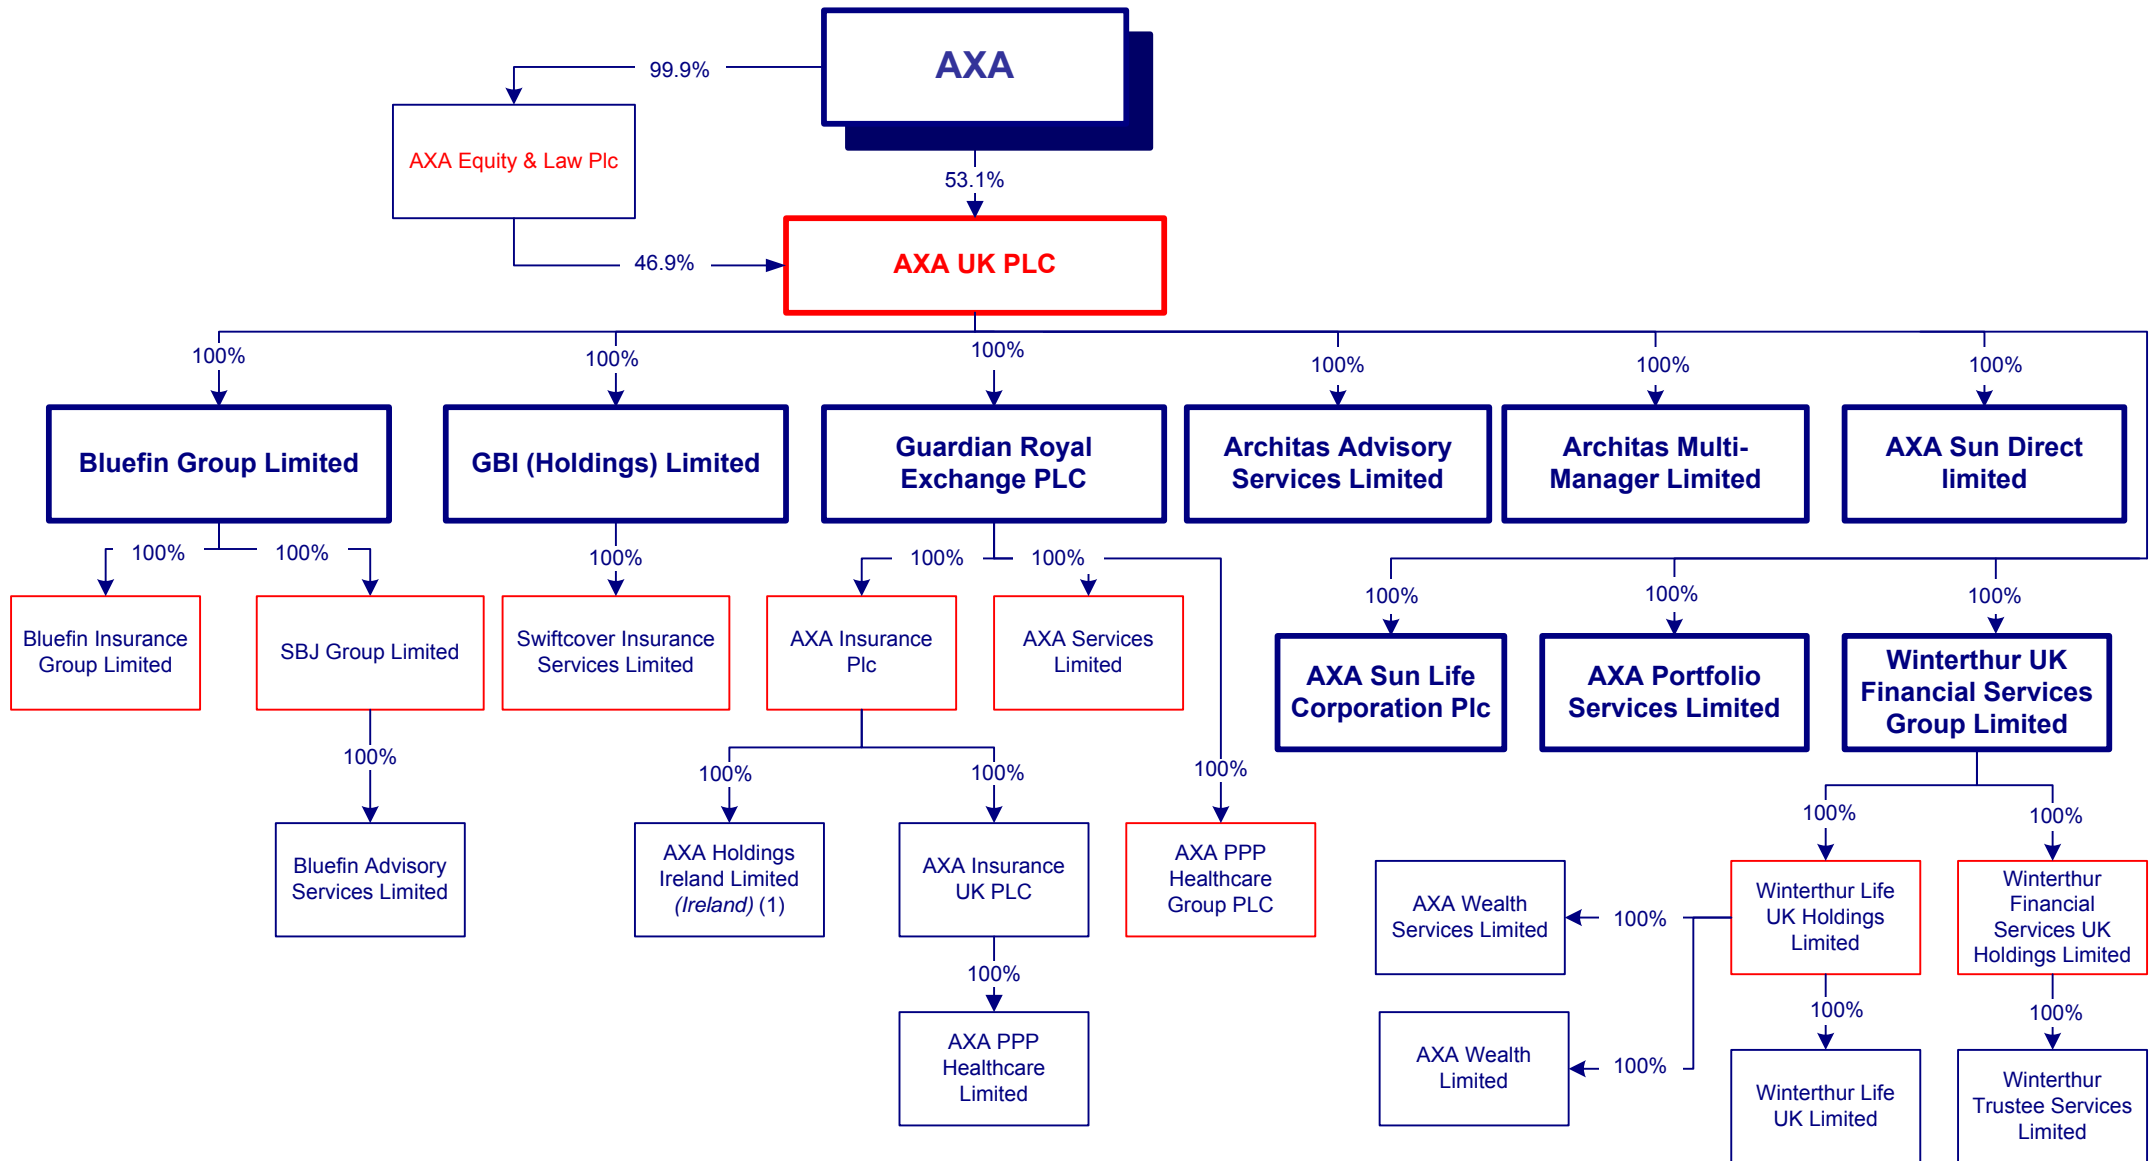 AXA
99.9%
AXA Equity & Law Plc
53.1%
46.9%
AXA UK PLC
100%
100%
100%
100%
100%
100%
Bluefin Group Limited
GBI (Holdings) Limited
Guardian Royal
Exchange PLC
Architas Advisory
Services Limited
Architas Multi-
Manager Limited
AXA Sun Direct
limited
100%
100%
100%
100%
100%
100%
100%
100%
Bluefin Insurance
Group Limited
SBJ Group Limited
Swiftcover Insurance
Services Limited
AXA Insurance
Plc
AXA Services
Limited
AXA Sun Life
Corporation Plc
AXA Portfolio
Services Limited
Winterthur UK
Financial Services
Group Limited
100%
100%
100%
100%
100%
100%
Bluefin Advisory
Services Limited
AXA Holdings
Ireland Limited
(Ireland) (1)
AXA Insurance
UK PLC
AXA PPP
Healthcare
Group PLC
AXA Wealth
Services Limited
100%
Winterthur Life
UK Holdings
Limited
Winterthur
Financial
Services UK
Holdings Limited
100%
100%
100%
AXA PPP
Healthcare
Limited
AXA Wealth
Limited
100%
Winterthur Life
UK Limited
Winterthur
Trustee Services
Limited